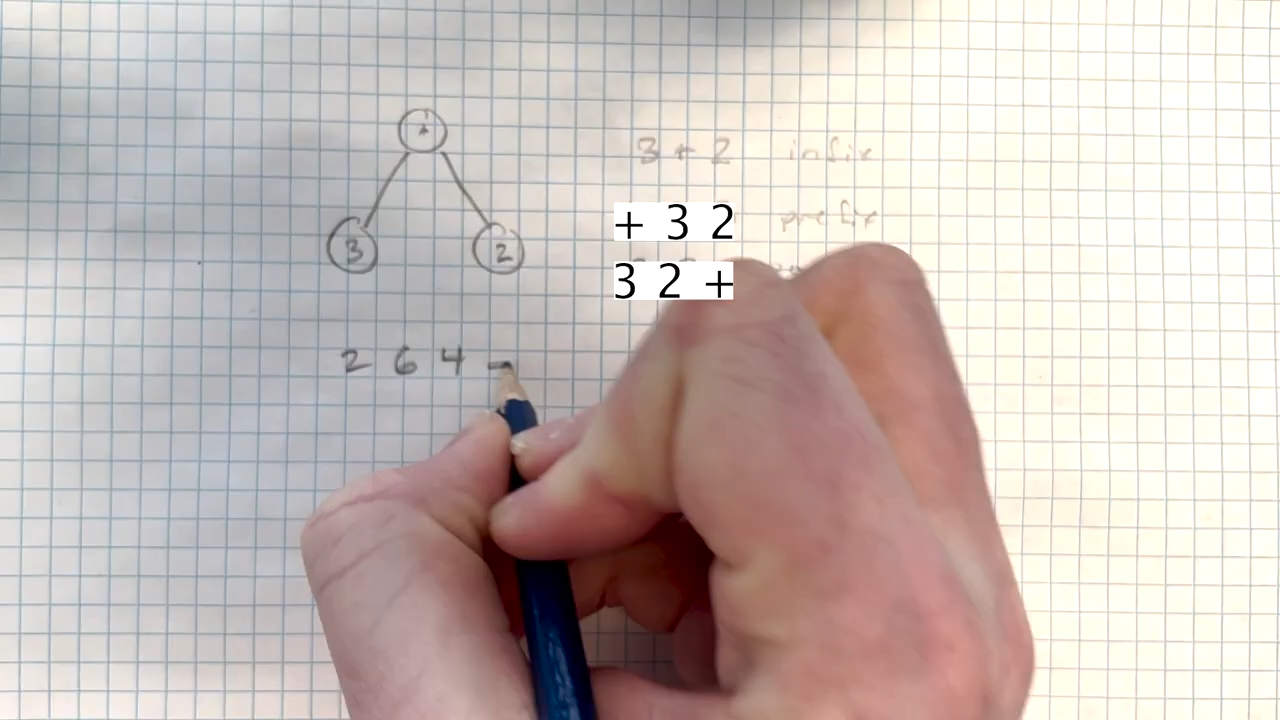 +
3 2
3 + 2 infix
+ 3 2 prefix
3 2 +
2 6 4 -